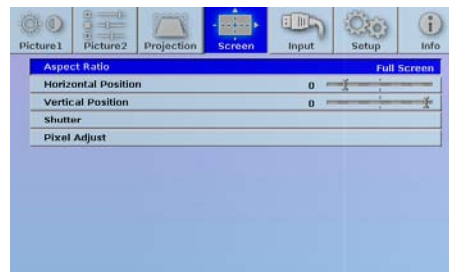 Picture1 Picture2 Projection Screen Input Setup Info
Aspect Ratio Full Screen
Horizontal Position 0
Vertical Position 0
Shutter
Pixel Adjust